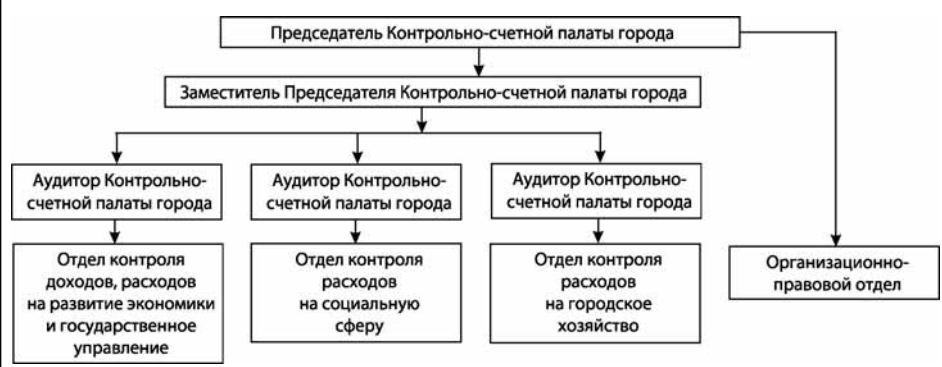 Председатель Контрольно-счетной палаты города
Заместитель Председателя Контрольно-счетной палаты города
Аудитор Контрольно-
счетной палаты города
Аудитор Контрольно-
счетной палаты города
Аудитор Контрольно-
счетной палаты города
Отдел контроля
доходов, расходов
на развитие экономики
и государственное
управление
Отдел контроля
расходов
на социальную
сферу
Отдел контроля
расходов
на городское
хозяйство
Организационно-
правовой отдел